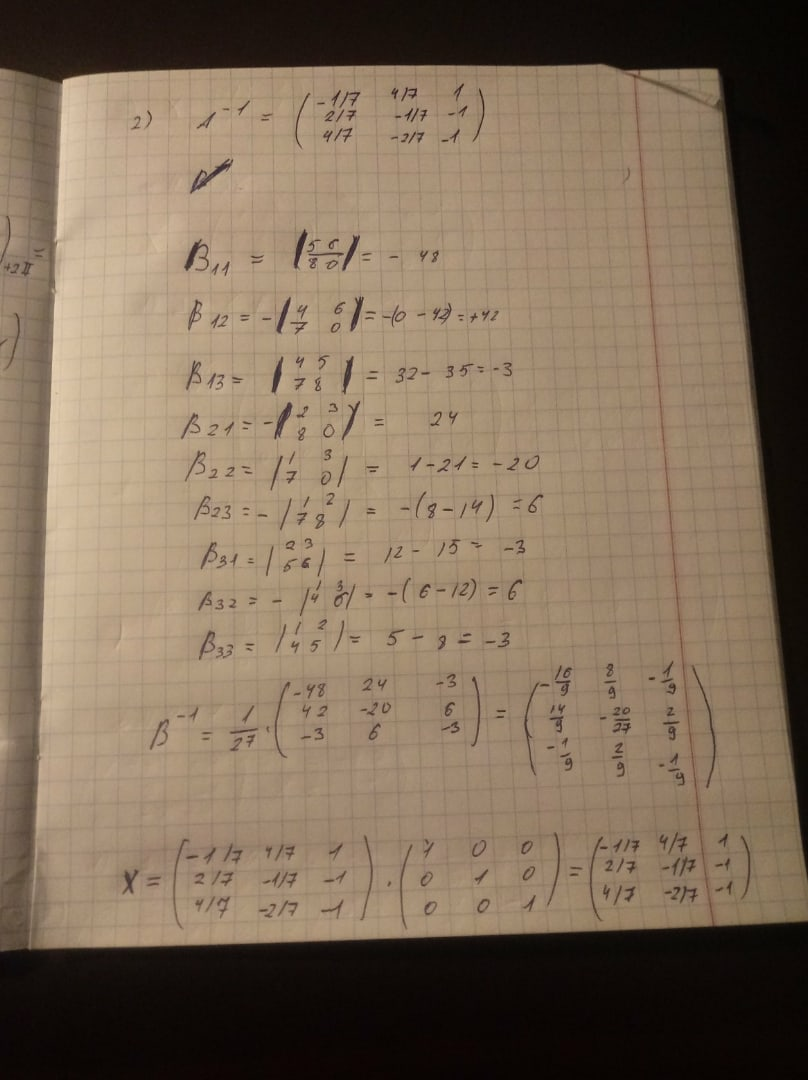 2) A⁻¹ = ( -1/7 4/7 1
2/7 -1/7 -1
4/7 -2/7 -1 )
B₁₁ = | 5 6 / 8 0 | = - 48
B₁₂ = - | 4 6 / 7 0 | = -(0 - 42) = +42
B₁₃ = | 4 5 / 7 8 | = 32 - 35 = -3
B₂₁ = - | 2 3 / 8 0 | = 24
B₂₂ = | 1 3 / 7 0 | = 1 - 21 = -20
B₂₃ = - | 1 2 / 7 8 | = -(8 - 14) = 6
B₃₁ = | 2 3 / 5 6 | = 12 - 15 = -3
B₃₂ = - | 1 3 / 4 6 | = -(6 - 12) = 6
B₃₃ = | 1 2 / 4 5 | = 5 - 8 = -3
B⁻¹ = 1/27 · ( -48 24 -3 / 42 -20 6 / -3 6 -3 ) = ( -16/9 8/9 -1/9 / 14/9 -20/27 2/9 / -1/9 2/9 -1/9 )
X = ( -1/7 4/7 1 / 2/7 -1/7 -1 / 4/7 -2/7 -1 ) · ( 1 0 0 / 0 1 0 / 0 0 1 ) = ( -1/7 4/7 1 / 2/7 -1/7 -1 / 4/7 -2/7 -1 )
+2π =